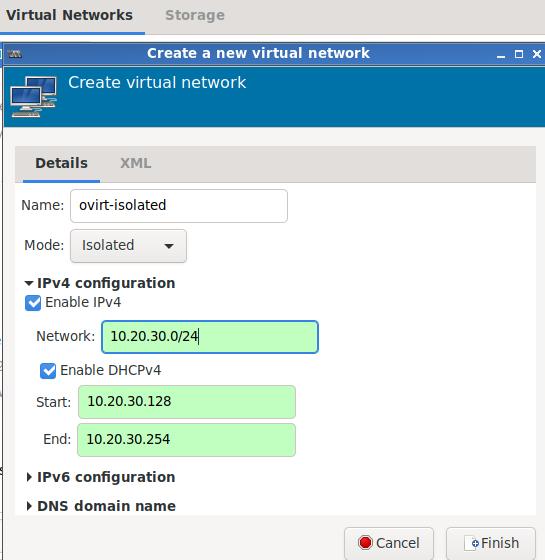 Virtual Networks Storage
Create a new virtual network
Create virtual network
Details XML
Name: ovirt-isolated
Mode: Isolated
IPv4 configuration
Enable IPv4
Network: 10.20.30.0/24
Enable DHCPv4
Start: 10.20.30.128
End: 10.20.30.254
IPv6 configuration
DNS domain name
Cancel Finish